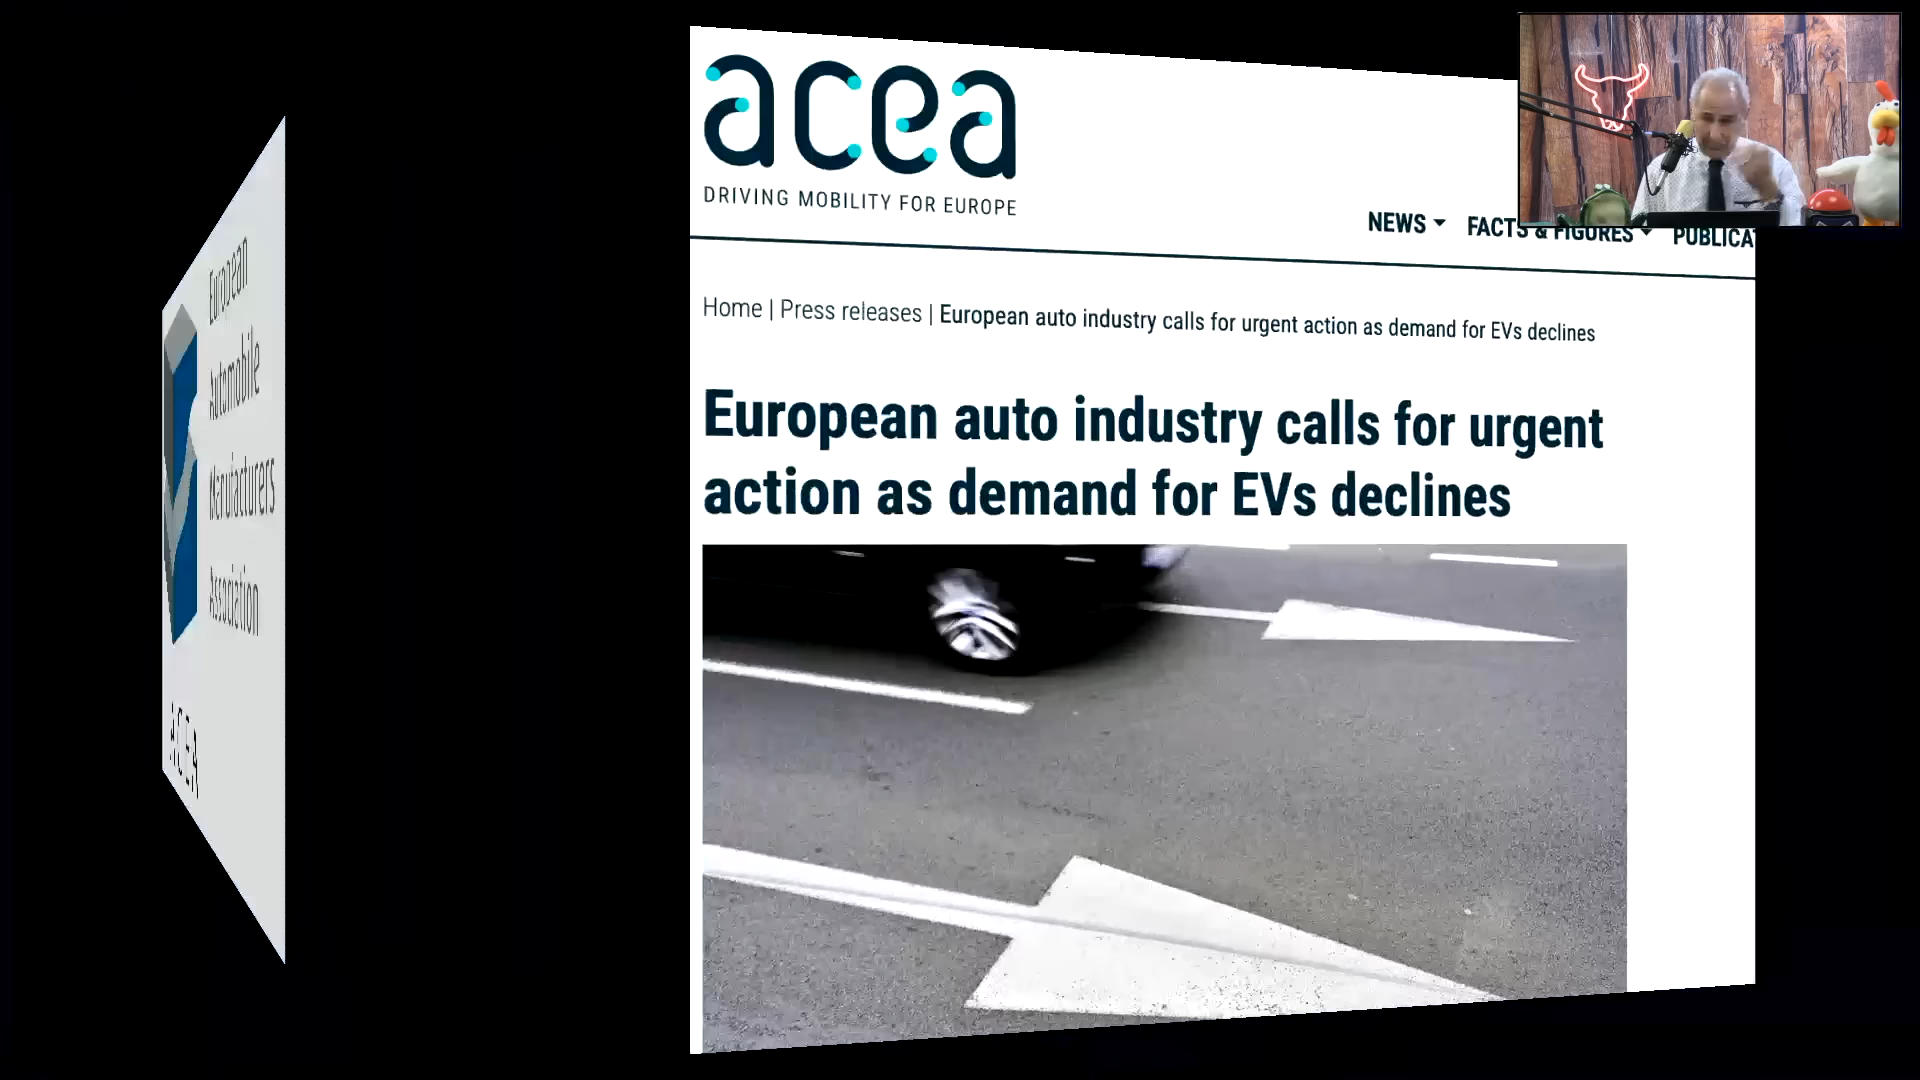 European
Automobile
Manufacturers
Association
ACEA
acea
DRIVING MOBILITY FOR EUROPE
NEWS FACTS & FIGURES PUBLICA
Home | Press releases | European auto industry calls for urgent action as demand for EVs declines
European auto industry calls for urgent
action as demand for EVs declines